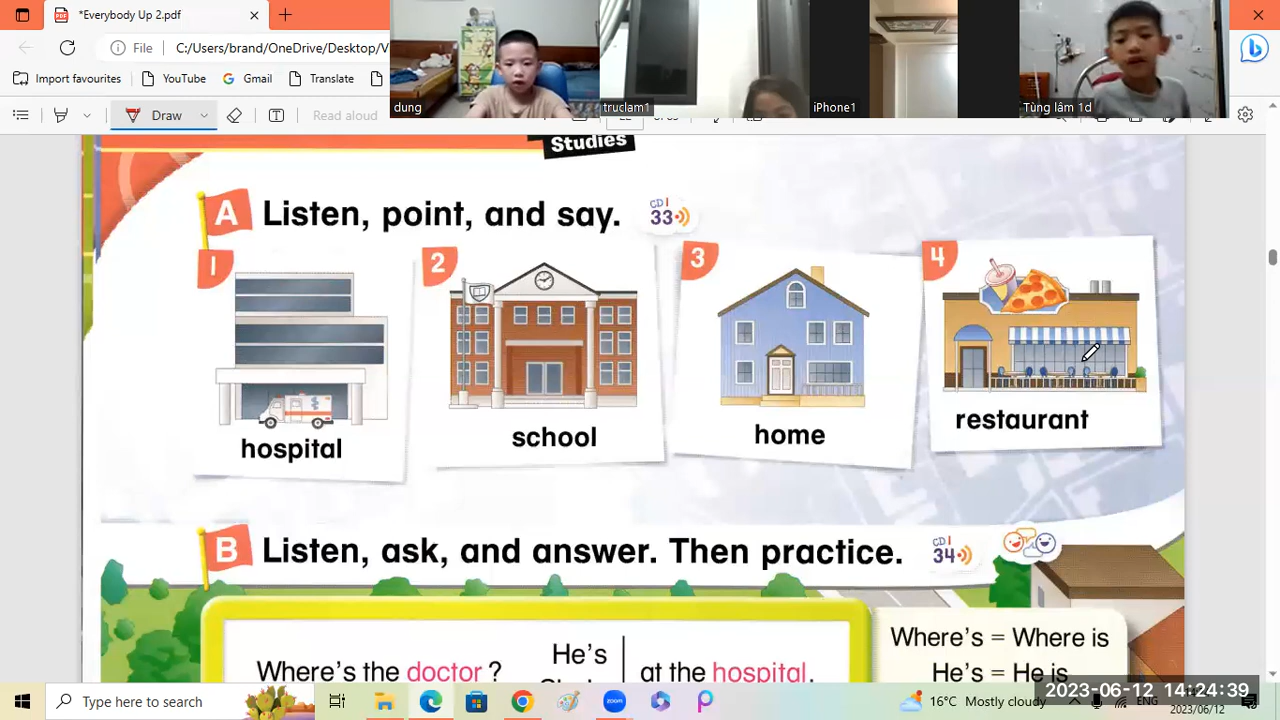 *Everybody Up 2.pdf
File
C:/Users/brand/OneDrive/Desktop/V
Import favourites
YouTube
Gmail
Translate
Draw
Read aloud
dung
truclam1
iPhone1
Tùng lâm 1d
Studies
A Listen, point, and say.
CD 1
33
1
2
3
4
hospital
school
home
restaurant
B Listen, ask, and answer. Then practice.
CD 1
34
Where's the doctor?
He's
at the hospital.
Where's = Where is
He's = He is
Type here to search
zoom
16°C Mostly cloudy
2023-06-12 14:24:39
2023/06/12